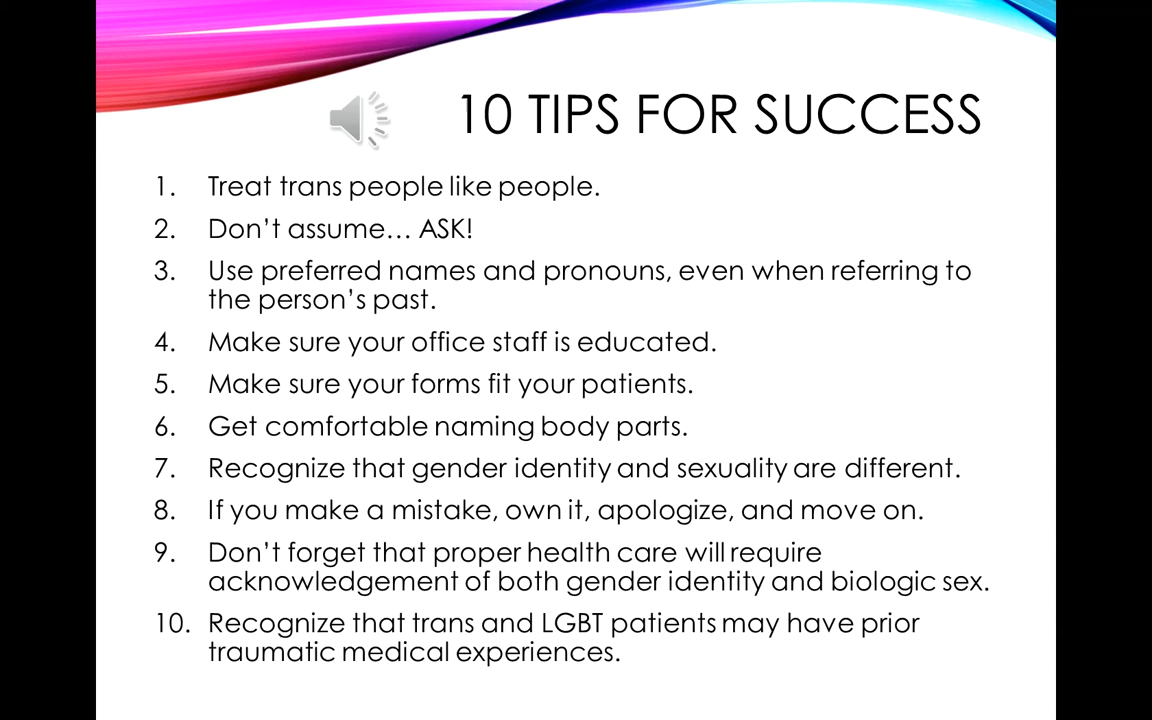 10 TIPS FOR SUCCESS
1. Treat trans people like people.
2. Don’t assume… ASK!
3. Use preferred names and pronouns, even when referring to
the person’s past.
4. Make sure your office staff is educated.
5. Make sure your forms fit your patients.
6. Get comfortable naming body parts.
7. Recognize that gender identity and sexuality are different.
8. If you make a mistake, own it, apologize, and move on.
9. Don’t forget that proper health care will require
acknowledgement of both gender identity and biologic sex.
10. Recognize that trans and LGBT patients may have prior
traumatic medical experiences.